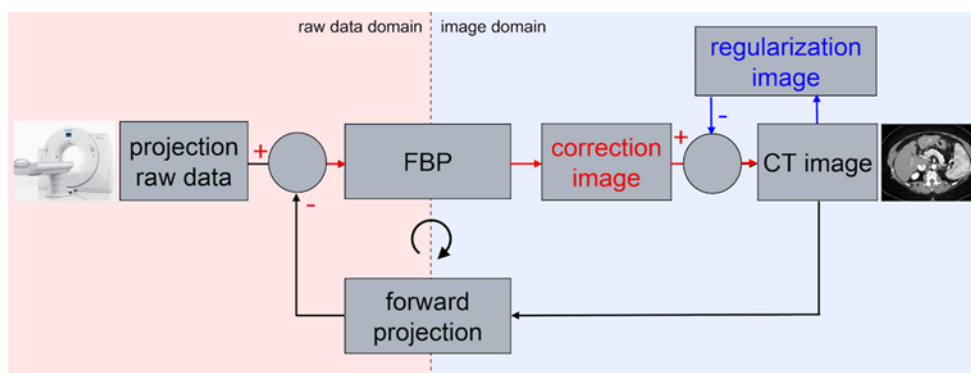 raw data domain
image domain
regularization
image
projection
raw data
+
-
FBP
correction
image
+
-
CT image
forward
projection